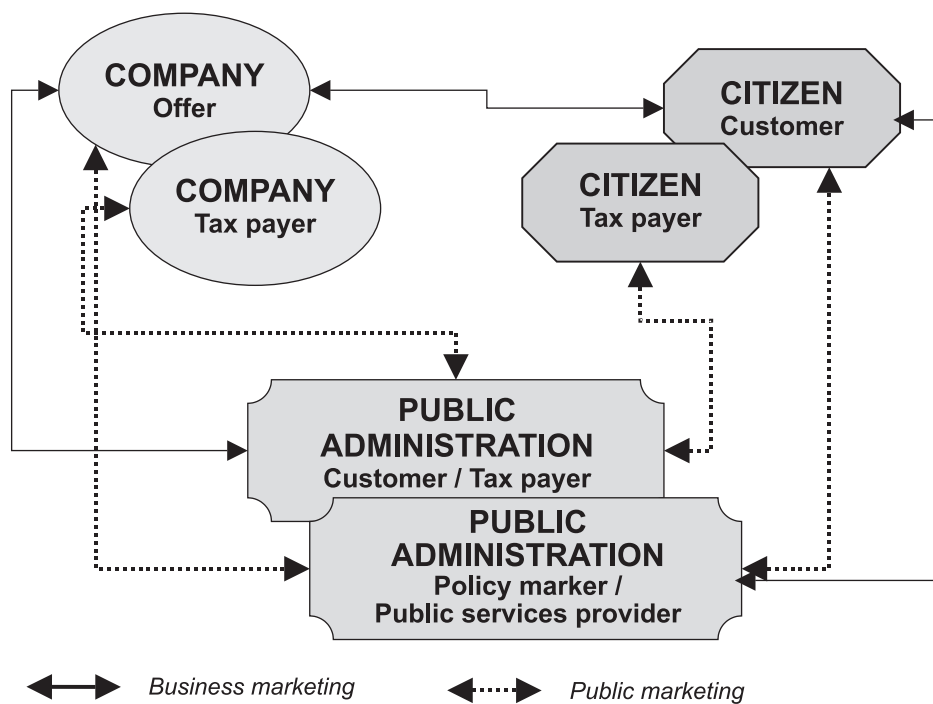 COMPANY
Offer
COMPANY
Tax payer
CITIZEN
Customer
CITIZEN
Tax payer
PUBLIC
ADMINISTRATION
Customer / Tax payer
PUBLIC
ADMINISTRATION
Policy marker /
Public services provider
Business marketing
Public marketing